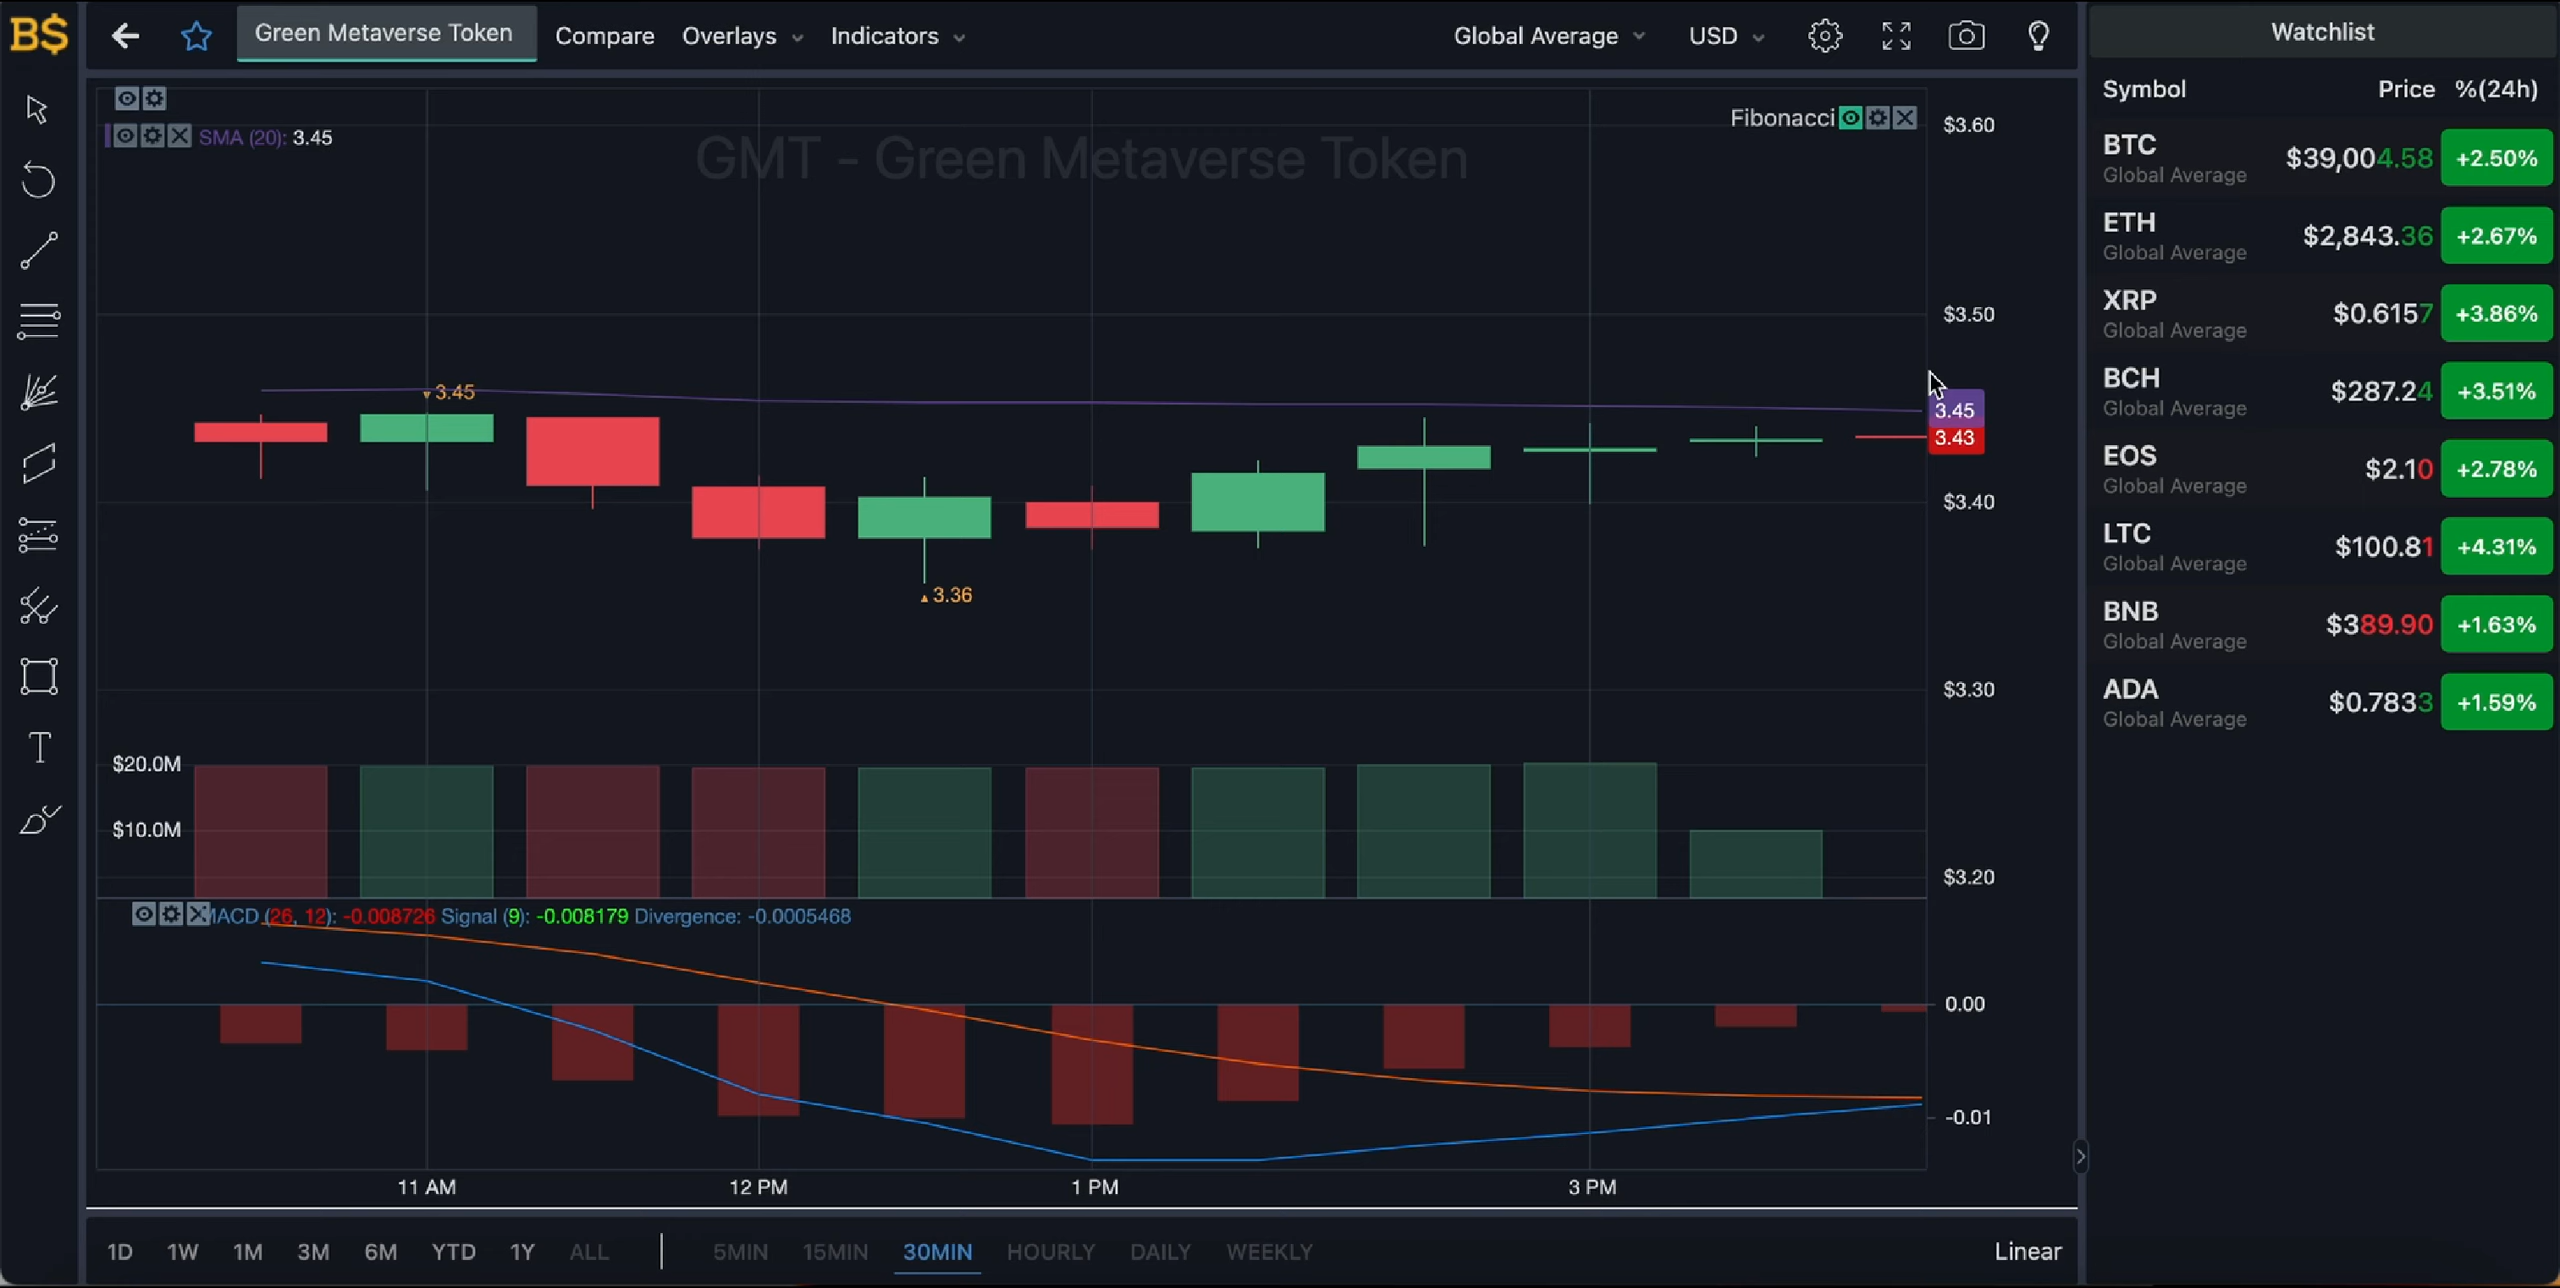 B$
Green Metaverse Token Compare Overlays Indicators Global Average USD
SMA (20): 3.45
GMT - Green Metaverse Token
Fibonacci
$3.60
$3.50
3.45
3.45
3.43
$3.40
3.36
$3.30
$20.0M
$10.0M
$3.20
MACD (26, 12): -0.008726 Signal (9): -0.008179 Divergence: -0.0005468
0.00
-0.01
11 AM 12 PM 1 PM 3 PM
1D 1W 1M 3M 6M YTD 1Y ALL 5MIN 15MIN 30MIN HOURLY DAILY WEEKLY Linear
Watchlist
Symbol Price %(24h)
BTC $39,004.58 +2.50%
Global Average
ETH $2,843.36 +2.67%
Global Average
XRP $0.6157 +3.86%
Global Average
BCH $287.24 +3.51%
Global Average
EOS $2.10 +2.78%
Global Average
LTC $100.81 +4.31%
Global Average
BNB $389.90 +1.63%
Global Average
ADA $0.7833 +1.59%
Global Average